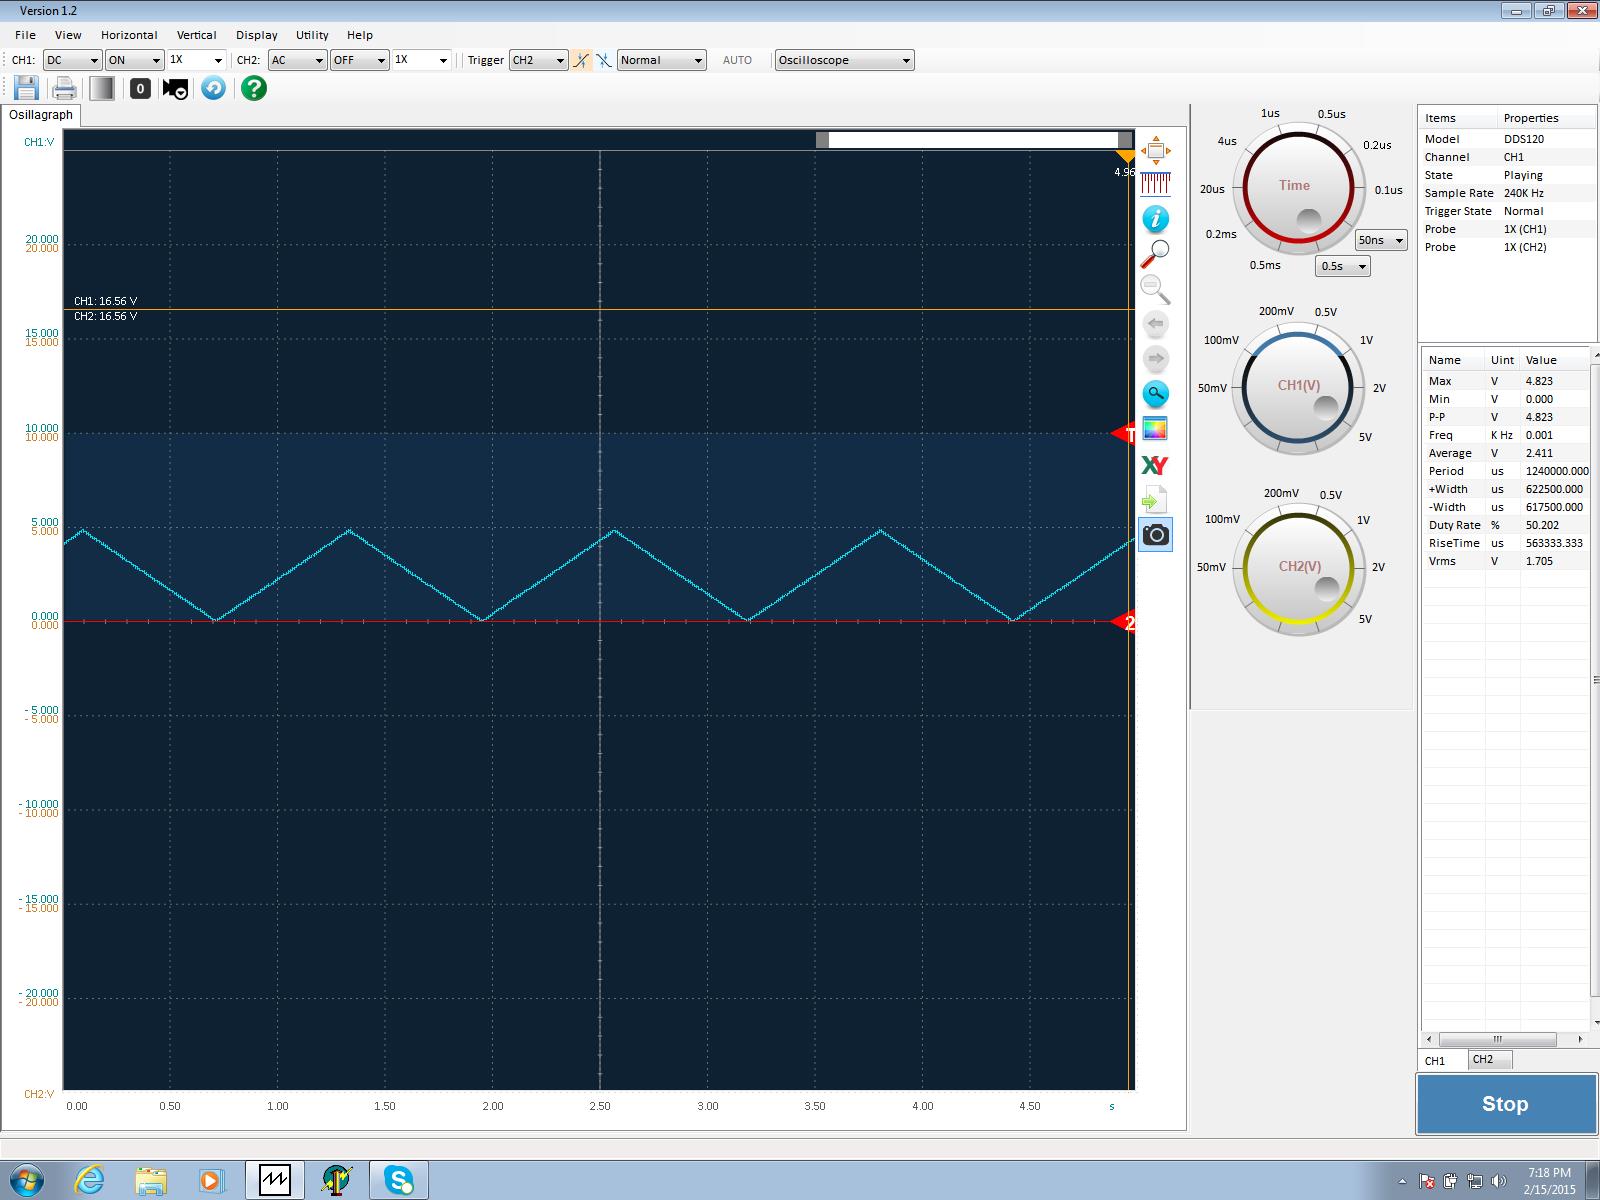 Version 1.2
File View Horizontal Vertical Display Utility Help
CH1: DC ON 1X CH2: AC OFF 1X Trigger CH2 Normal AUTO Oscilloscope
0 ?
Osillagraph
CH1:V
4.96
20.000
20.000
CH1: 16.56 V
CH2: 16.56 V
15.000
15.000
10.000
10.000
T
5.000
5.000
0.000
0.000
2
- 5.000
- 5.000
- 10.000
- 10.000
- 15.000
- 15.000
- 20.000
- 20.000
CH2:V
0.00 0.50 1.00 1.50 2.00 2.50 3.00 3.50 4.00 4.50 s
i
XY
1us 0.5us
4us 0.2us
Time
20us 0.1us
0.2ms 50ns
0.5ms 0.5s
200mV 0.5V
100mV 1V
CH1(V)
50mV 2V
5V
200mV 0.5V
100mV 1V
CH2(V)
50mV 2V
5V
Items Properties
Model DDS120
Channel CH1
State Playing
Sample Rate 240K Hz
Trigger State Normal
Probe 1X (CH1)
Probe 1X (CH2)
Name Uint Value
Max V 4.823
Min V 0.000
P-P V 4.823
Freq K Hz 0.001
Average V 2.411
Period us 1240000.000
+Width us 622500.000
-Width us 617500.000
Duty Rate % 50.202
RiseTime us 563333.333
Vrms V 1.705
CH1 CH2
Stop
7:18 PM
2/15/2015